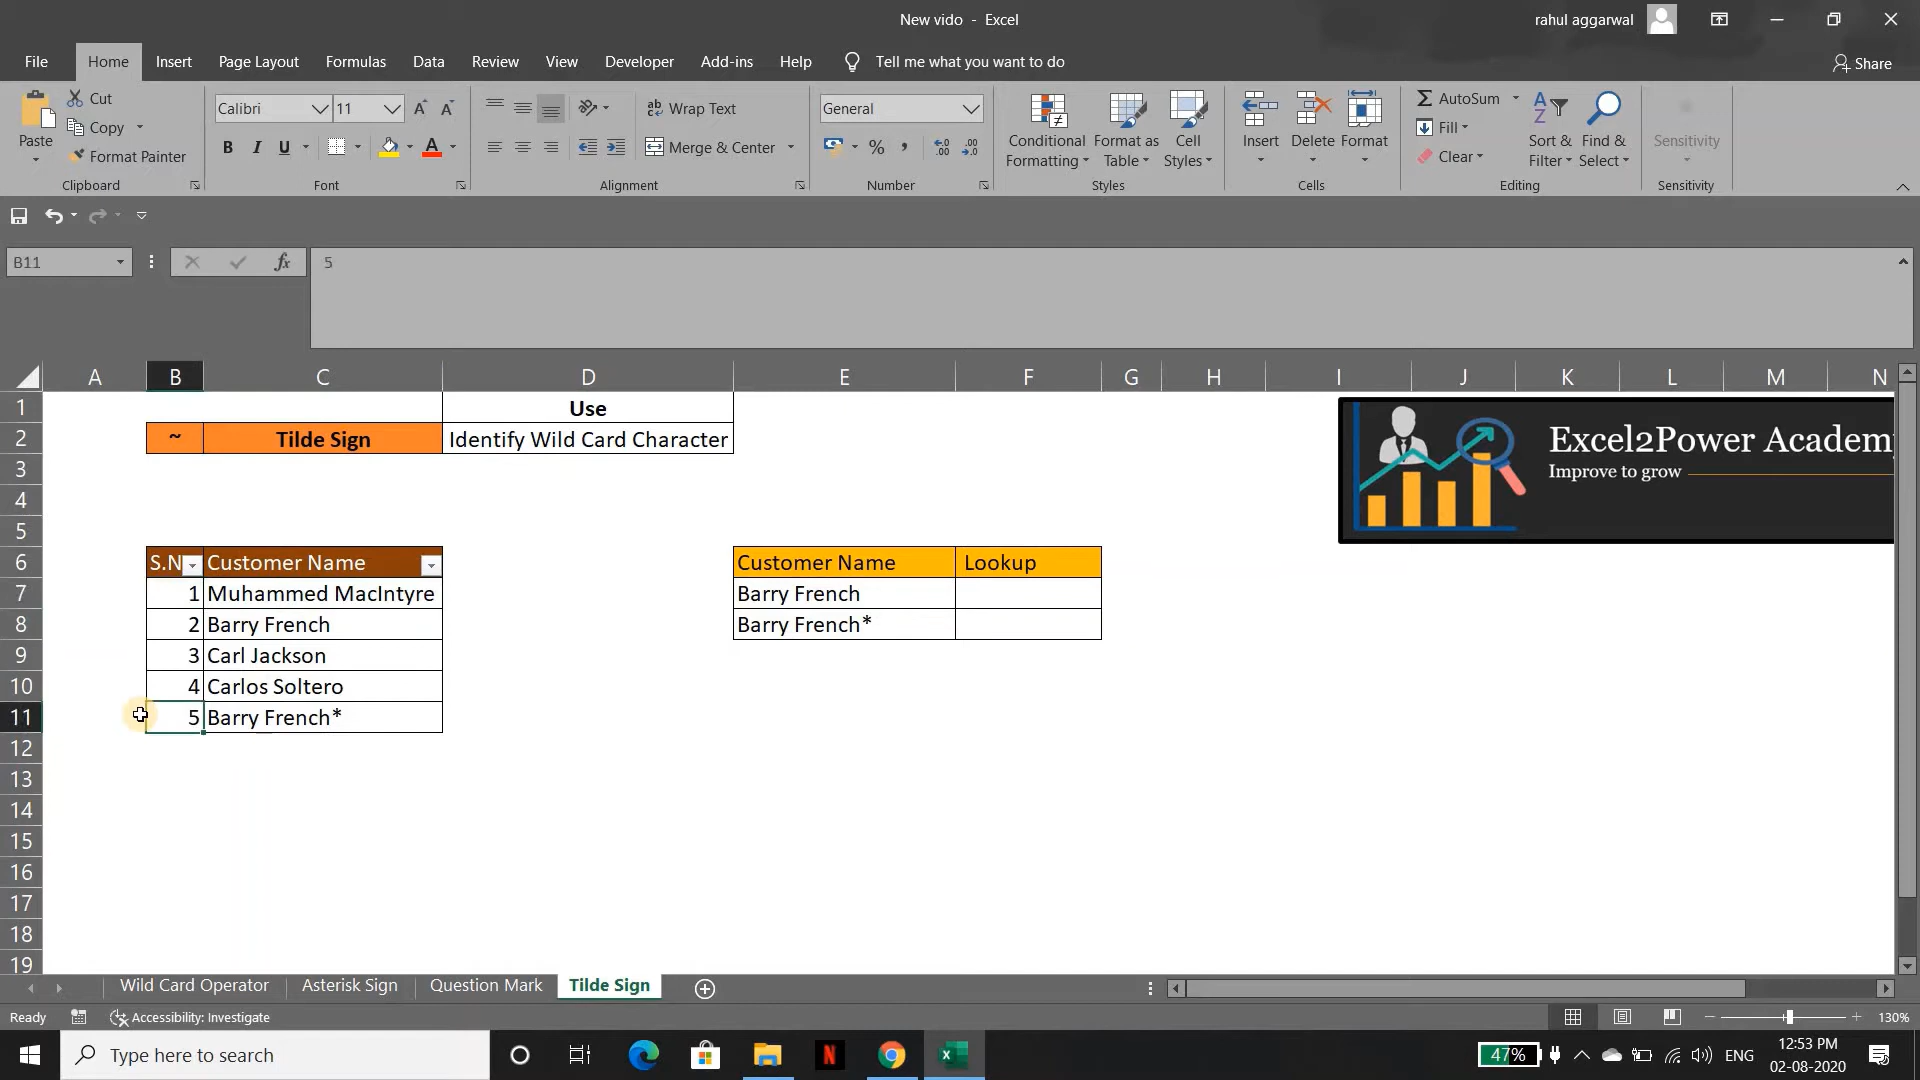 New vido - Excel
rahul aggarwal
File Home Insert Page Layout Formulas Data Review View Developer Add-ins Help Tell me what you want to do Share
Paste
Cut
Copy
Format Painter
Clipboard
Calibri 11
B I U
Font
Wrap Text
Merge & Center
Alignment
General
Number
Conditional Formatting
Format as Table
Cell Styles
Styles
Insert Delete Format
Cells
AutoSum
Fill
Clear
Sort & Filter
Find & Select
Editing
Sensitivity
Sensitivity
B11
fx
5
A B C D E F G H I J K L M N
1 Use
2 ~ Tilde Sign Identify Wild Card Character
3
4
5
Excel2Power Academ
Improve to grow
6 S.N Customer Name Customer Name Lookup
7 1 Muhammed MacIntyre Barry French
8 2 Barry French Barry French*
9 3 Carl Jackson
10 4 Carlos Soltero
11 5 Barry French*
12
13
14
15
16
17
18
19
Wild Card Operator Asterisk Sign Question Mark Tilde Sign
Ready Accessibility: Investigate 130%
Type here to search
47%
ENG
12:53 PM
02-08-2020